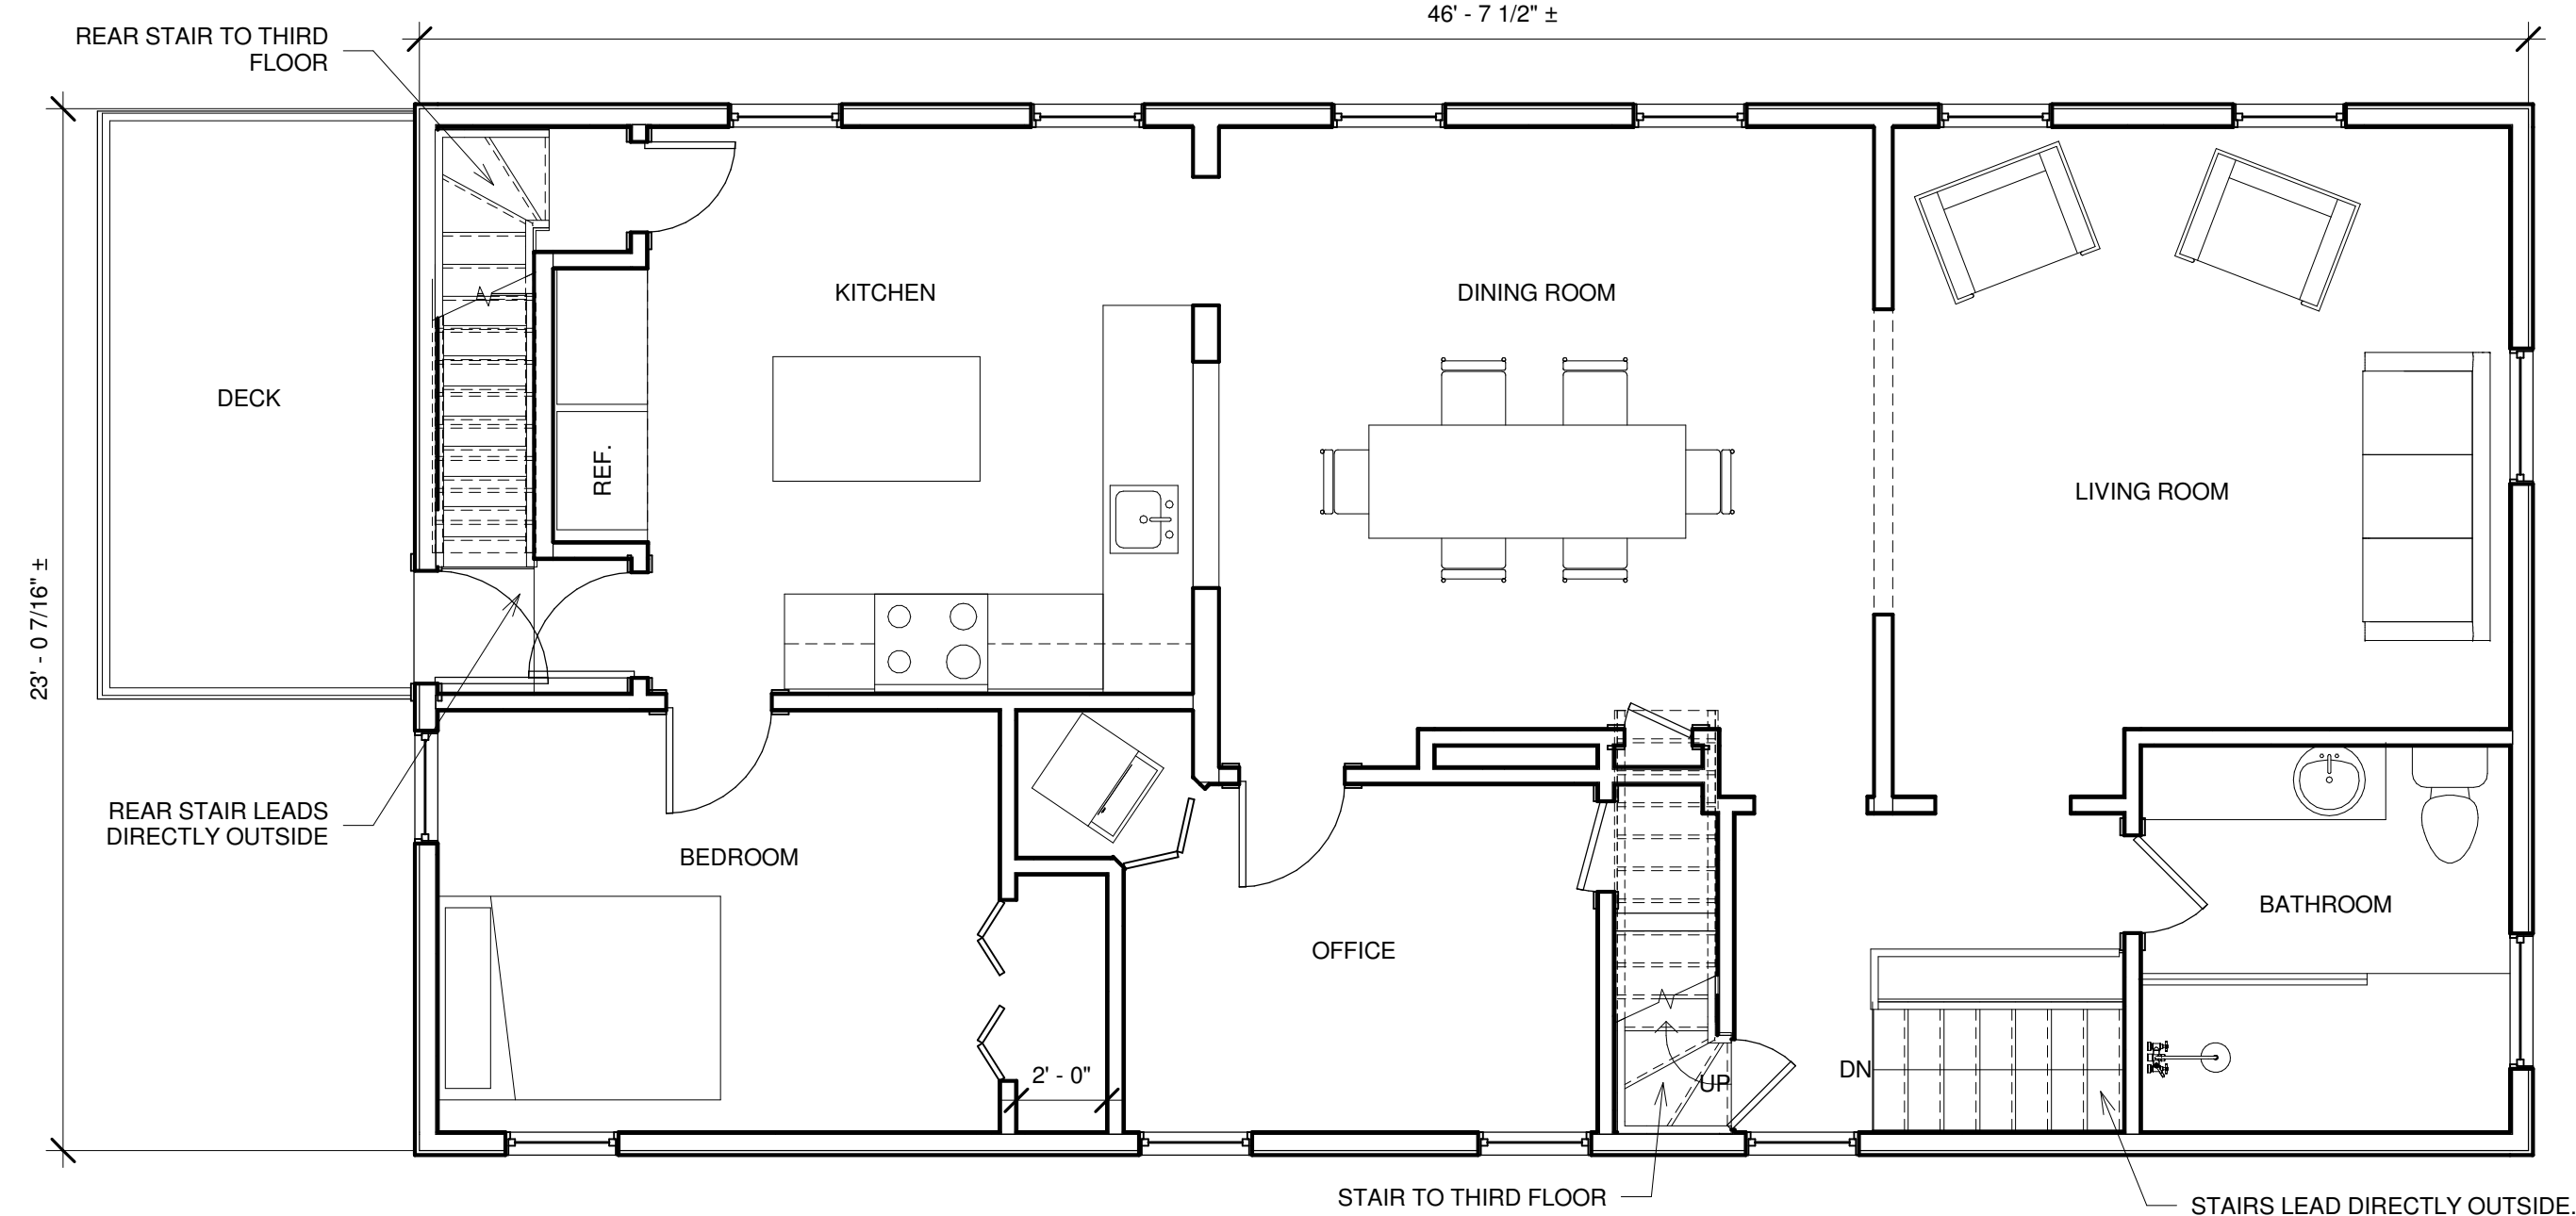 46' - 7 1/2" ±
REAR STAIR TO THIRD
FLOOR
KITCHEN
DINING ROOM
DECK
REF.
LIVING ROOM
23' - 0 7/16" ±
REAR STAIR LEADS
DIRECTLY OUTSIDE
BEDROOM
BATHROOM
OFFICE
2' - 0"
UP
DN
STAIR TO THIRD FLOOR
STAIRS LEAD DIRECTLY OUTSIDE.